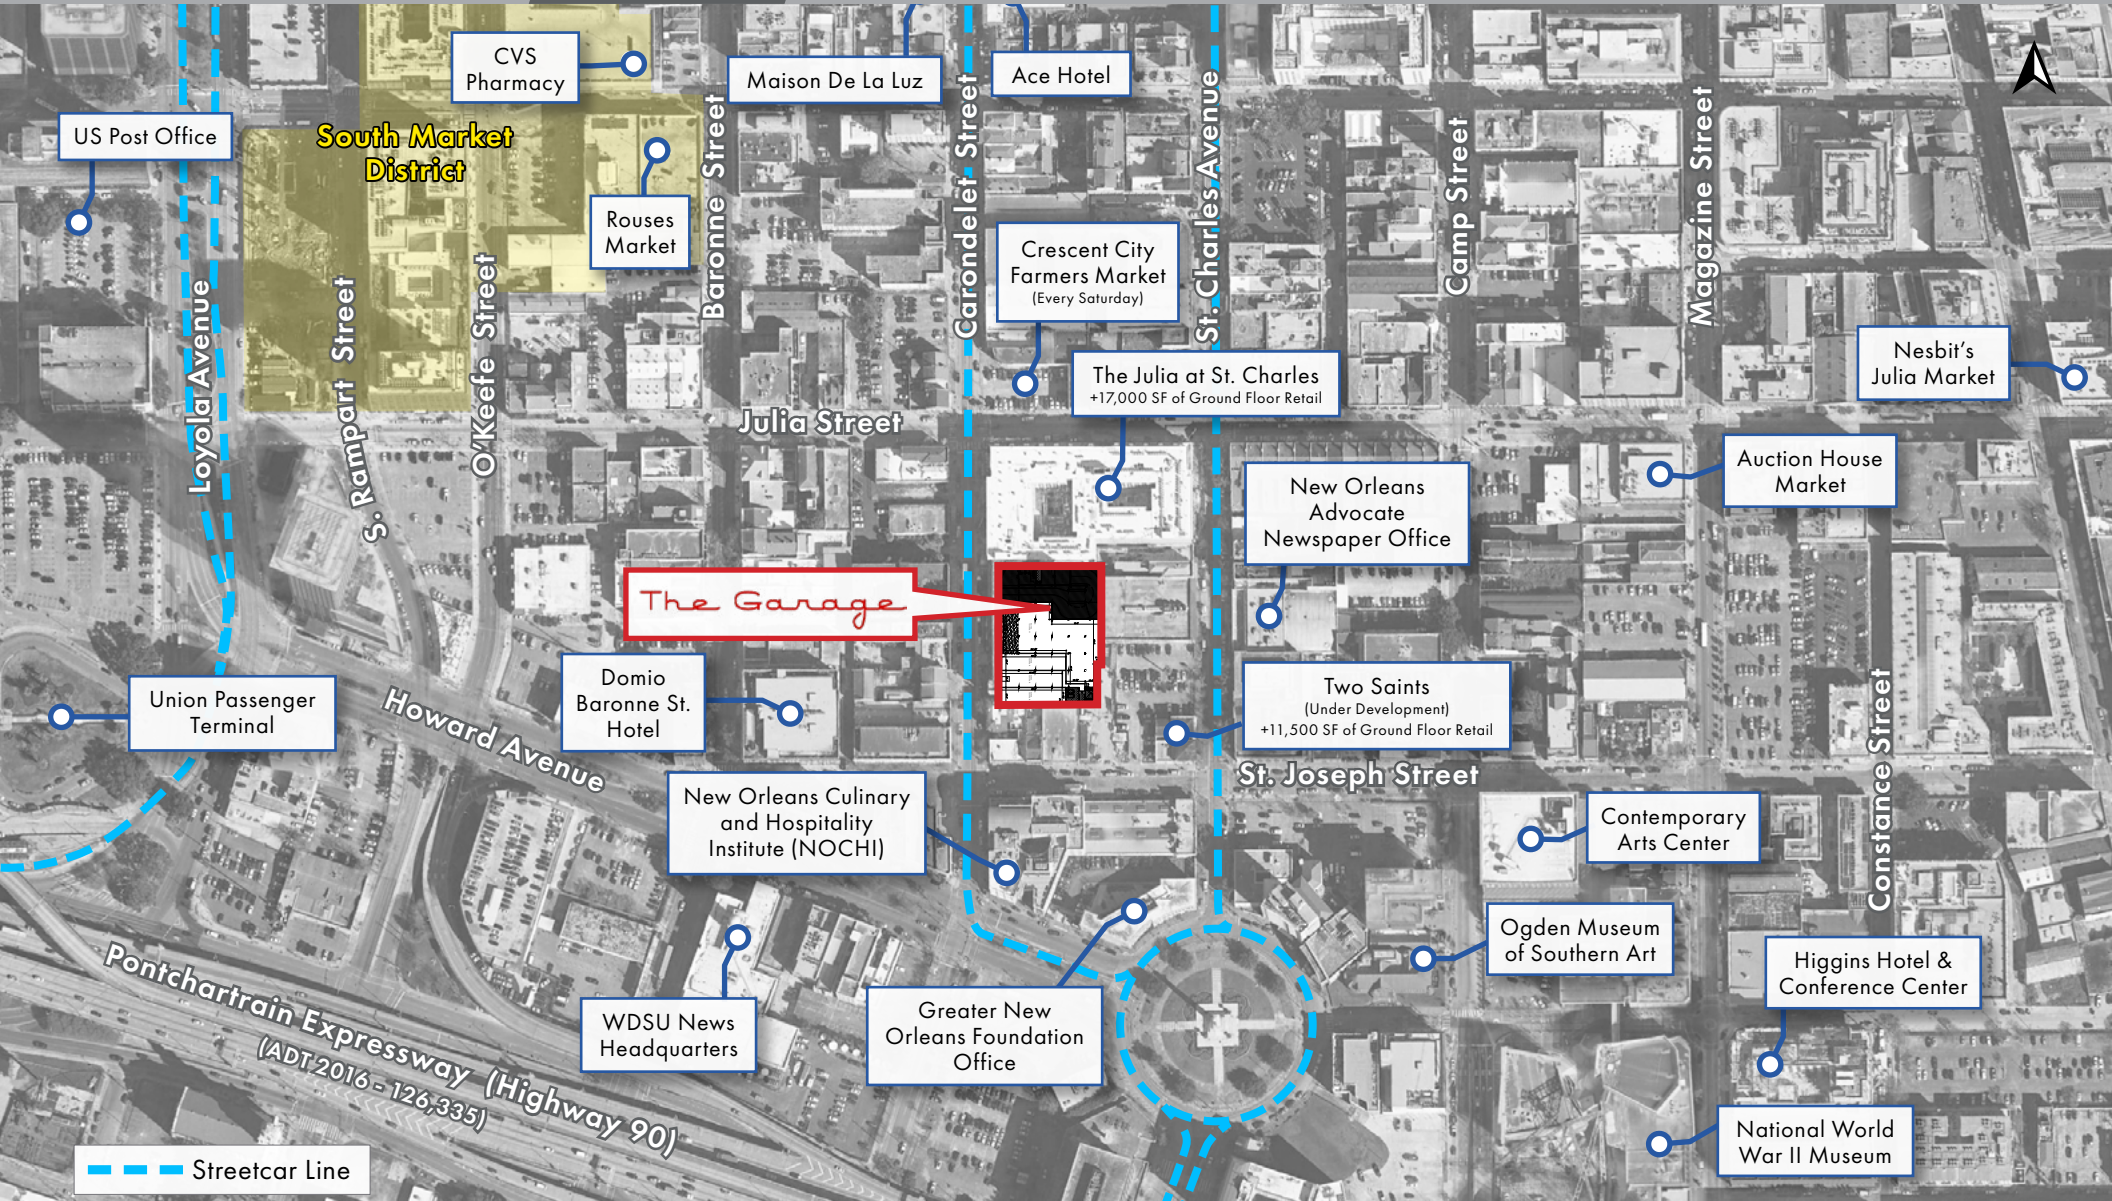 CVS
Pharmacy
Maison De La Luz
Ace Hotel
US Post Office
South Market
District
Rouses
Market
Baronne Street
Carondelet Street
St. Charles Avenue
Camp Street
Magazine Street
Crescent City
Farmers Market
(Every Saturday)
Loyola Avenue
S. Rampart Street
O'Keefe Street
The Julia at St. Charles
+17,000 SF of Ground Floor Retail
Nesbit's
Julia Market
Julia Street
New Orleans
Advocate
Newspaper Office
Auction House
Market
The Garage
Union Passenger
Terminal
Howard Avenue
Domio
Baronne St.
Hotel
Two Saints
(Under Development)
+11,500 SF of Ground Floor Retail
St. Joseph Street
Constance Street
New Orleans Culinary
and Hospitality
Institute (NOCHI)
Contemporary
Arts Center
Ogden Museum
of Southern Art
Higgins Hotel &
Conference Center
Pontchartrain Expressway (Highway 90)
(ADT 2016 - 126,335)
WDSU News
Headquarters
Greater New
Orleans Foundation
Office
National World
War II Museum
Streetcar Line